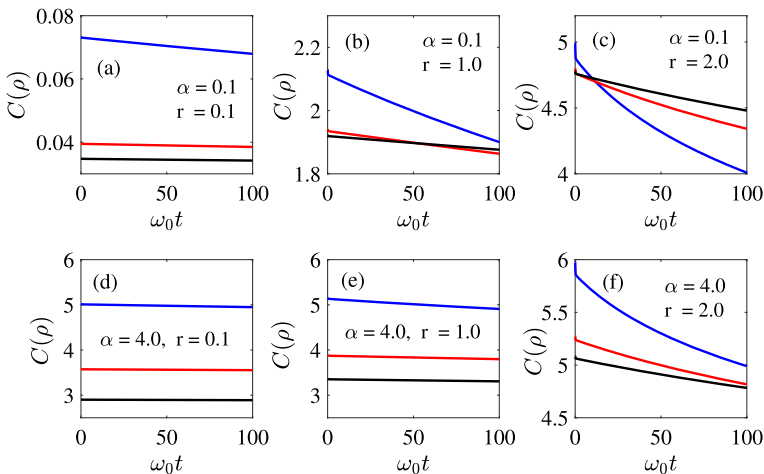 0.08
0.06
0.04
C(ρ)
(a)
α = 0.1
r = 0.1
0
50
100
ω₀t
2.2
2
1.8
C(ρ)
(b)
α = 0.1
r = 1.0
0
50
100
ω₀t
5
4.5
4
C(ρ)
(c)
α = 0.1
r = 2.0
0
50
100
ω₀t
6
5
4
3
C(ρ)
(d)
α = 4.0, r = 0.1
0
50
100
ω₀t
6
5
4
3
C(ρ)
(e)
α = 4.0, r = 1.0
0
50
100
ω₀t
6
5.5
5
4.5
C(ρ)
(f)
α = 4.0
r = 2.0
0
50
100
ω₀t